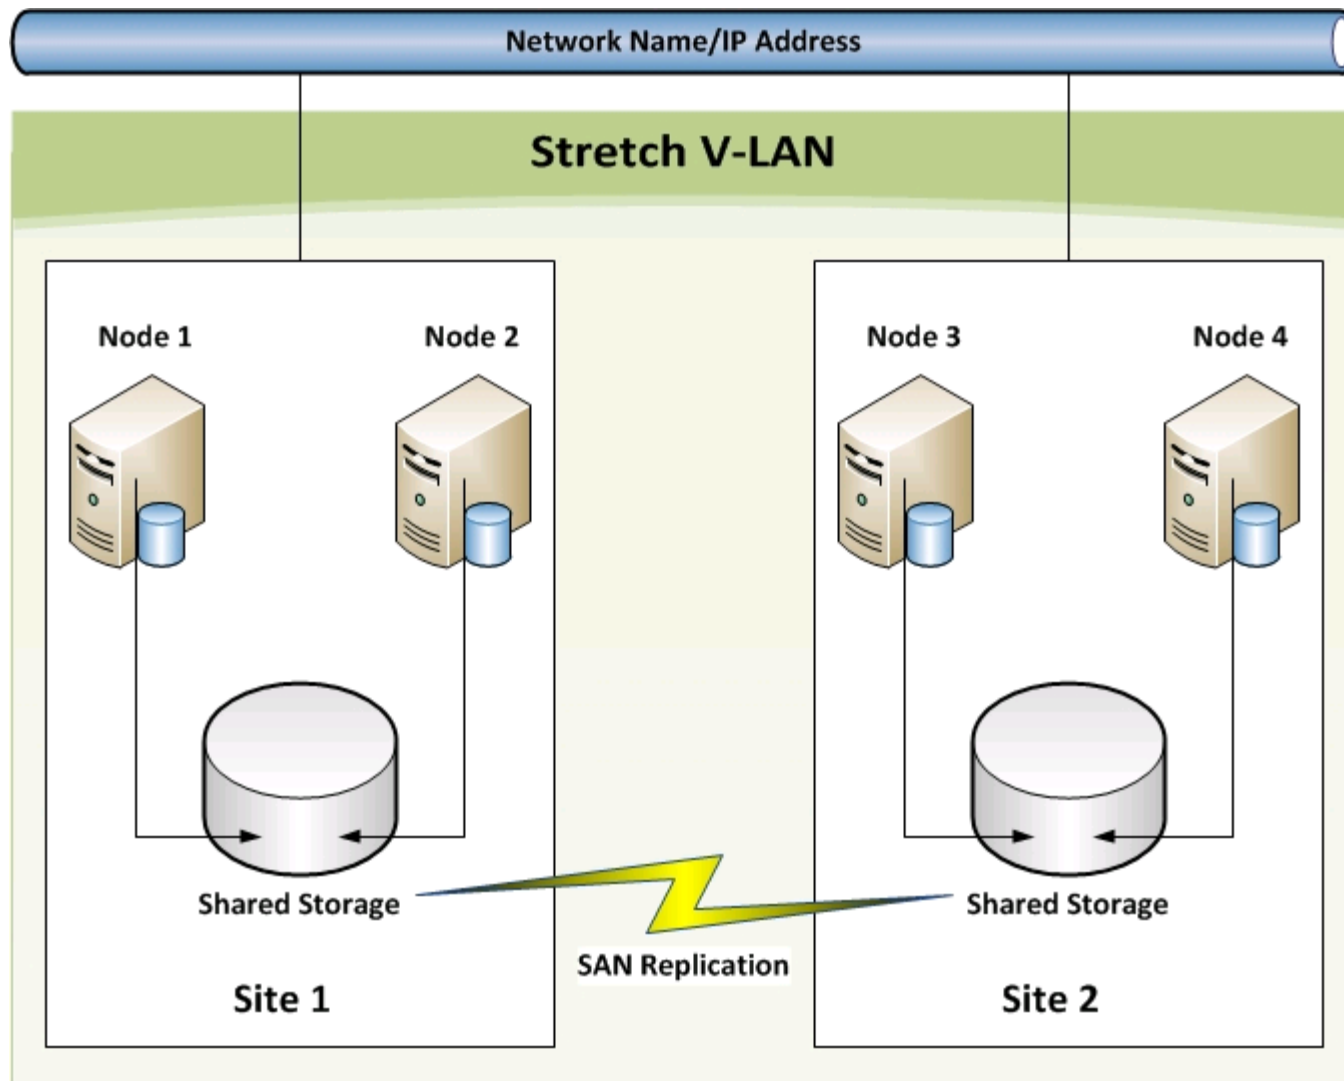 Network Name/IP Address
Stretch V-LAN
Node 1
Node 2
Node 3
Node 4
Shared Storage
Shared Storage
SAN Replication
Site 1
Site 2